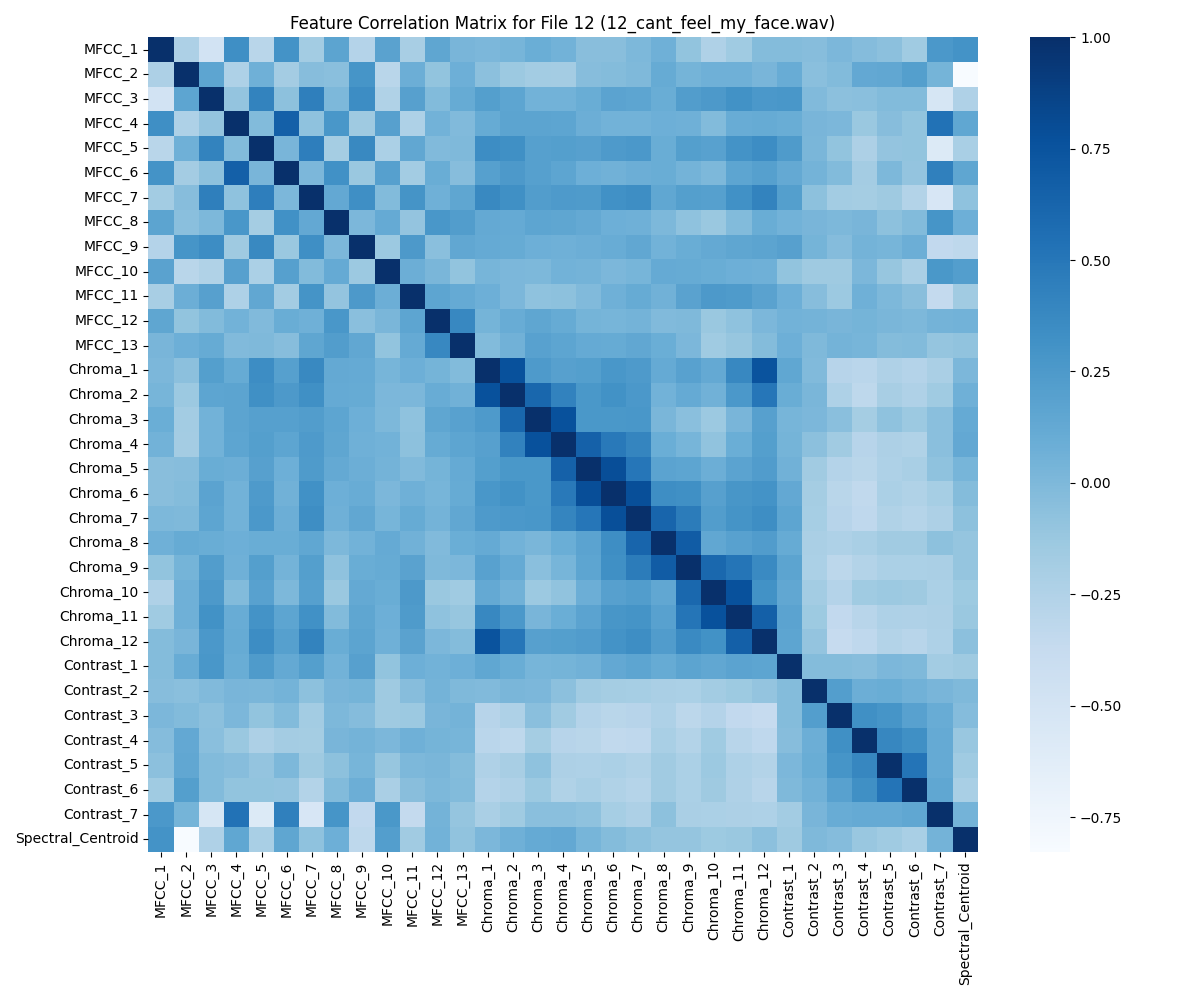 Feature Correlation Matrix for File 12 (12_cant_feel_my_face.wav)
MFCC_1
MFCC_2
MFCC_3
MFCC_4
MFCC_5
MFCC_6
MFCC_7
MFCC_8
MFCC_9
MFCC_10
MFCC_11
MFCC_12
MFCC_13
Chroma_1
Chroma_2
Chroma_3
Chroma_4
Chroma_5
Chroma_6
Chroma_7
Chroma_8
Chroma_9
Chroma_10
Chroma_11
Chroma_12
Contrast_1
Contrast_2
Contrast_3
Contrast_4
Contrast_5
Contrast_6
Contrast_7
Spectral_Centroid
MFCC_1
MFCC_2
MFCC_3
MFCC_4
MFCC_5
MFCC_6
MFCC_7
MFCC_8
MFCC_9
MFCC_10
MFCC_11
MFCC_12
MFCC_13
Chroma_1
Chroma_2
Chroma_3
Chroma_4
Chroma_5
Chroma_6
Chroma_7
Chroma_8
Chroma_9
Chroma_10
Chroma_11
Chroma_12
Contrast_1
Contrast_2
Contrast_3
Contrast_4
Contrast_5
Contrast_6
Contrast_7
Spectral_Centroid
1.00
0.75
0.50
0.25
0.00
−0.25
−0.50
−0.75